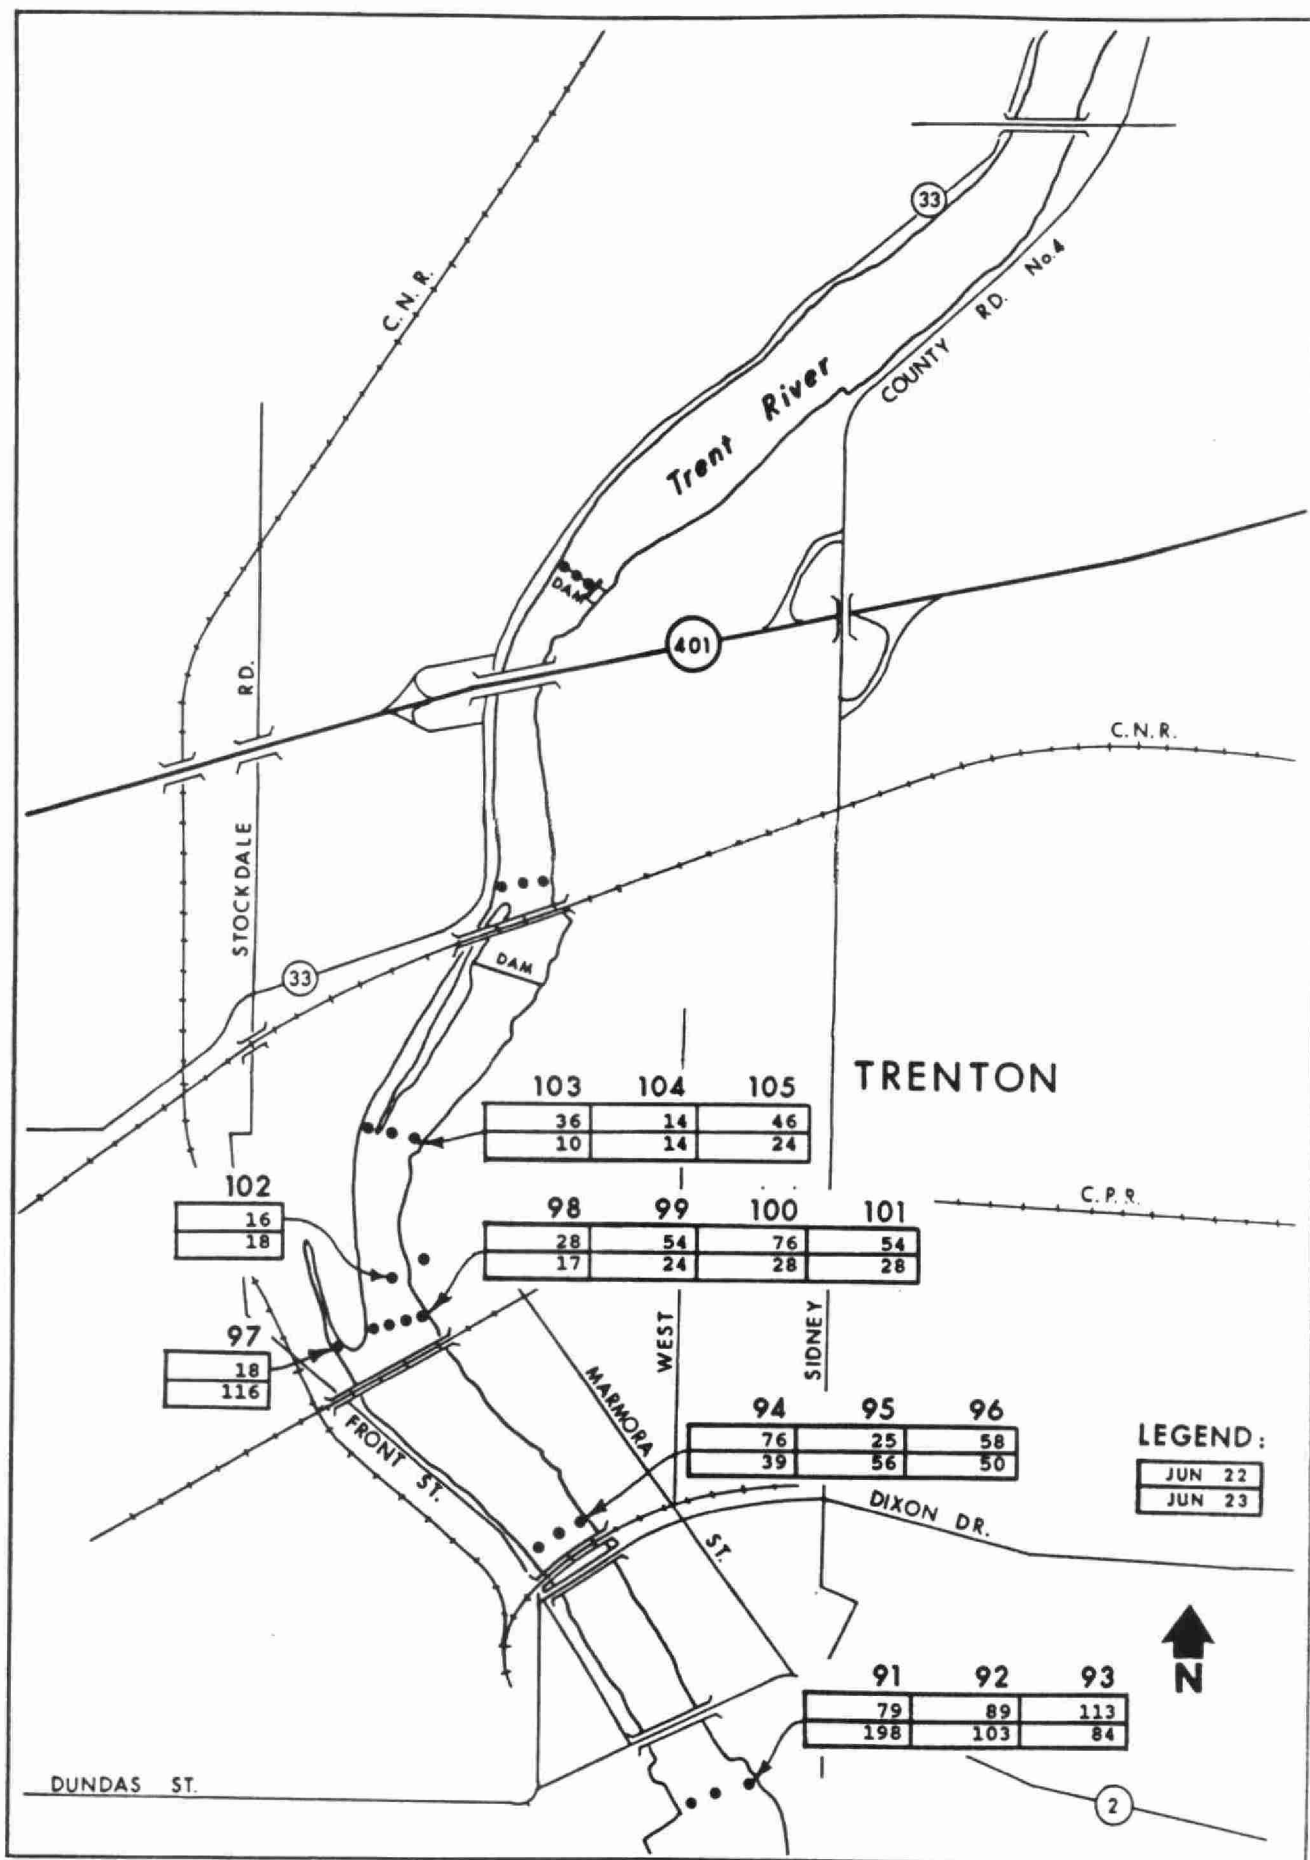 33
C. N. R.
COUNTY RD. No.4
Trent River
DAM
401
RD.
C. N. R.
STOCKDALE
33
DAM
TRENTON
103 104 105
36 14 46
10 14 24
102
16
18
C. P. R.
98 99 100 101
28 54 76 54
17 24 28 28
97
18
116
WEST
SIDNEY
MARMORA ST.
FRONT ST.
94 95 96
76 25 58
39 56 50
LEGEND:
JUN 22
JUN 23
DIXON DR.
N
91 92 93
79 89 113
198 103 84
DUNDAS ST.
2